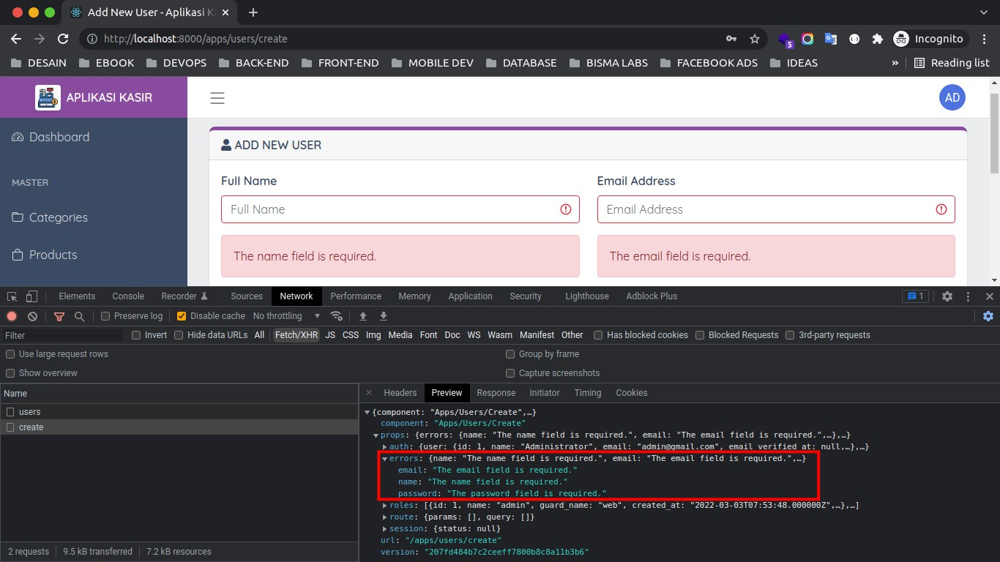 Add New User - Aplikasi K
http://localhost:8000/apps/users/create
5
Incognito
DESAIN EBOOK DEVOPS BACK-END FRONT-END MOBILE DEV DATABASE BISMA LABS FACEBOOK ADS IDEAS » Reading list
APLIKASI KASIR
AD
Dashboard
MASTER
Categories
Products
ADD NEW USER
Full Name Email Address
Full Name Email Address
The name field is required. The email field is required.
Elements Console Recorder Sources Network Performance Memory Application Security Lighthouse Adblock Plus 1
Preserve log Disable cache No throttling
Filter Invert Hide data URLs All Fetch/XHR JS CSS Img Media Font Doc WS Wasm Manifest Other Has blocked cookies Blocked Requests 3rd-party requests
Use large request rows Group by frame
Show overview Capture screenshots
Name
users
create
2 requests 9.5 kB transferred 7.2 kB resources
Headers Preview Response Initiator Timing Cookies
{component: "Apps/Users/Create",…}
component: "Apps/Users/Create"
props: {errors: {name: "The name field is required.", email: "The email field is required.",…},…}
auth: {user: {id: 1, name: "Administrator", email: "admin@gmail.com", email_verified_at: null,…},…}
errors: {name: "The name field is required.", email: "The email field is required.",…}
email: "The email field is required."
name: "The name field is required."
password: "The password field is required."
roles: [{id: 1, name: "admin", guard_name: "web", created_at: "2022-03-03T07:53:48.000000Z",…},…]
route: {params: [], query: []}
session: {status: null}
url: "/apps/users/create"
version: "207fd484b7c2ceeff7800b8c8a11b3b6"